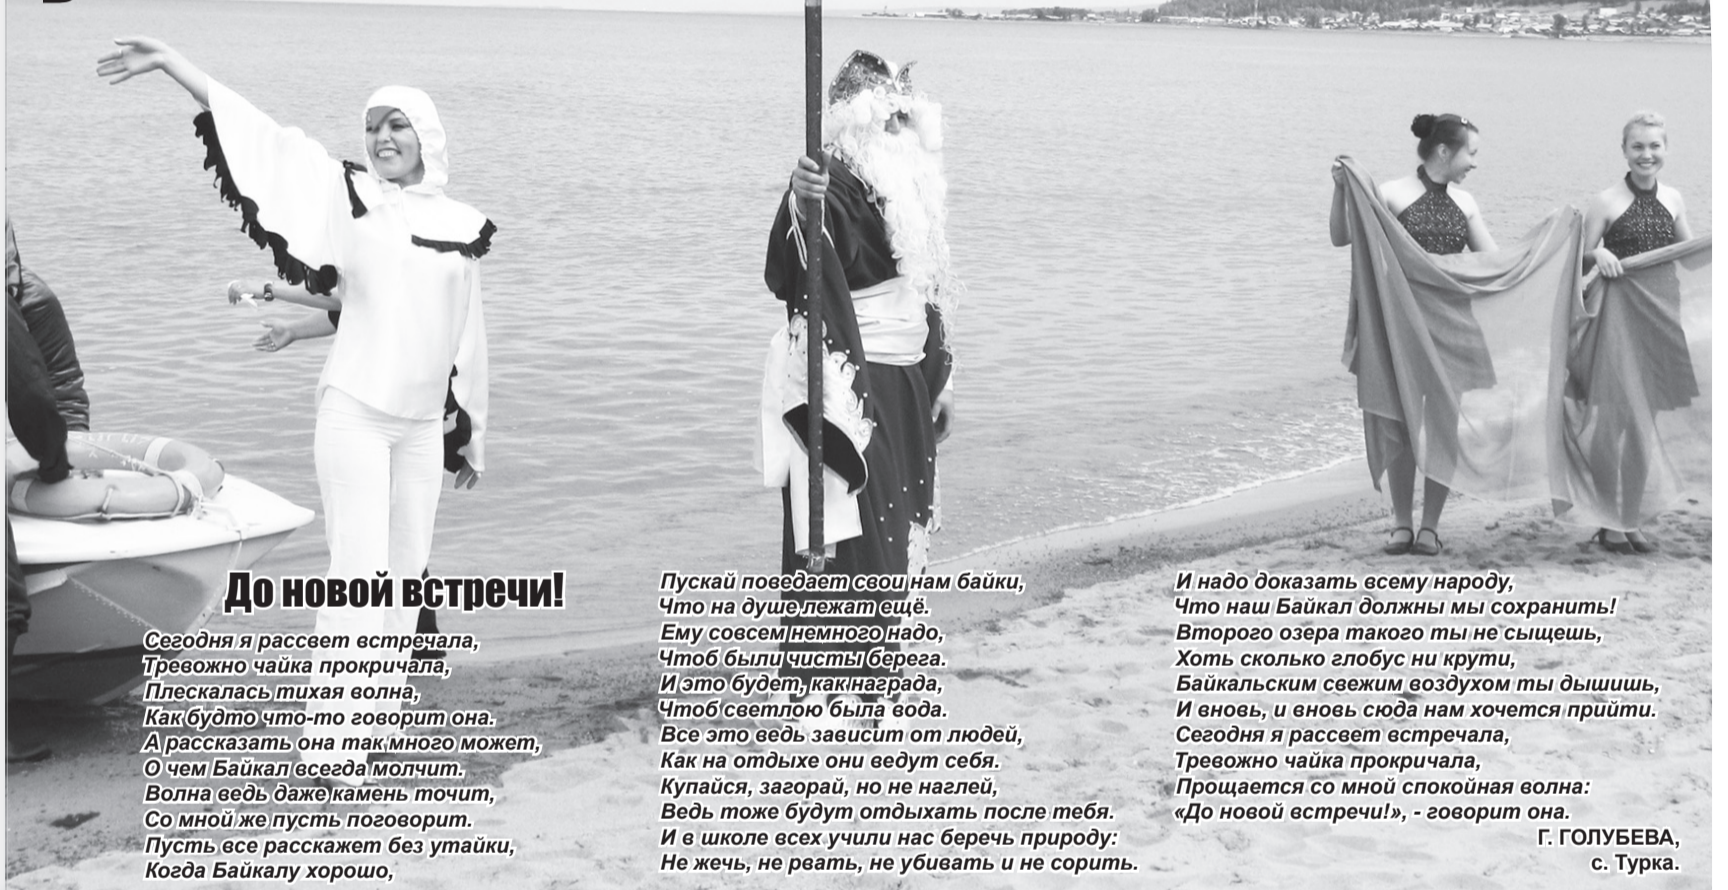 До новой встречи!
Сегодня я рассвет встречала,
Тревожно чайка прокричала,
Плескалась тихая волна,
Как будто что-то говорит она.
А рассказать она так много может,
О чем Байкал всегда молчит.
Волна ведь даже камень точит,
Со мной же пусть поговорит.
Пусть все расскажет без утайки,
Когда Байкалу хорошо,
Пускай поведает свои нам байки,
Что на душе лежат ещё.
Ему совсем немного надо,
Чтоб были чисты берега.
И это будет, как награда,
Чтоб светлою была вода.
Все это ведь зависит от людей,
Как на отдыхе они ведут себя.
Купайся, загорай, но не наглей,
Ведь тоже будут отдыхать после тебя.
И в школе всех учили нас беречь природу:
Не жечь, не рвать, не убивать и не сорить.
И надо доказать всему народу,
Что наш Байкал должны мы сохранить!
Второго озера такого ты не сыщешь,
Хоть сколько глобус ни крути,
Байкальским свежим воздухом ты дышишь,
И вновь, и вновь сюда нам хочется прийти.
Сегодня я рассвет встречала,
Тревожно чайка прокричала,
Прощается со мной спокойная волна:
«До новой встречи!», - говорит она.
Г. ГОЛУБЕВА,
с. Турка.